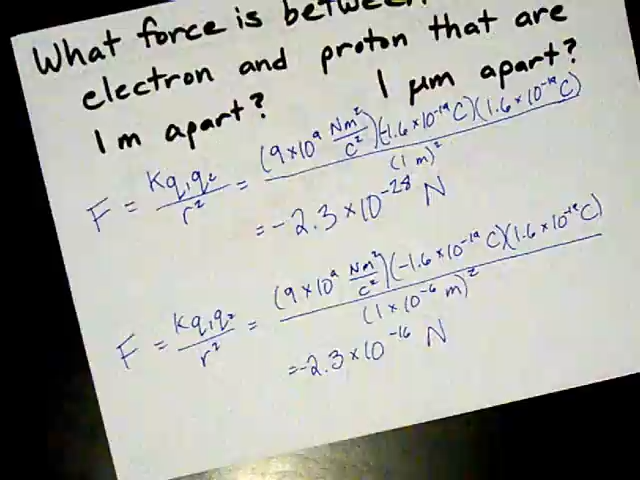 What force is between
electron and proton that are
1 m apart? 1 μm apart?
F = Kq₁q₂/r² = (9×10⁹ Nm²/C²)(-1.6×10⁻¹⁹ C)(1.6×10⁻¹⁹ C)/(1 m)²
= -2.3×10⁻²⁸ N
F = Kq₁q₂/r² = (9×10⁹ Nm²/C²)(-1.6×10⁻¹⁹ C)(1.6×10⁻¹⁹ C)/(1×10⁻⁶ m)²
= -2.3×10⁻¹⁶ N